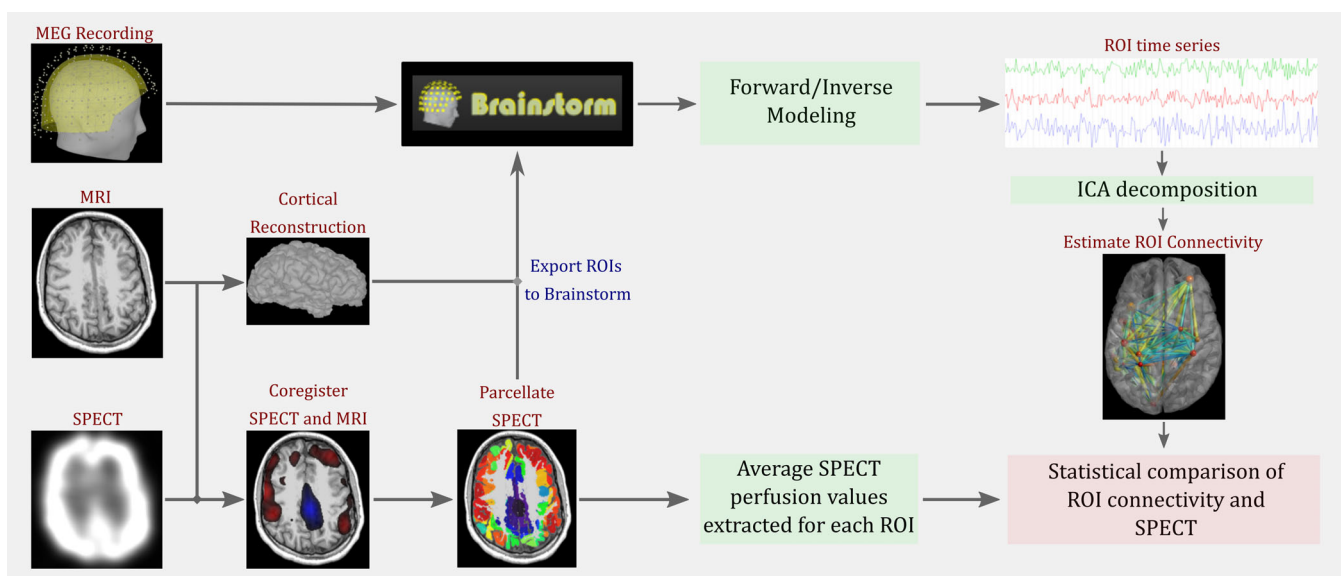 MEG Recording
Brainstorm
Forward/Inverse
Modeling
ROI time series
ICA decomposition
Estimate ROI Connectivity
MRI
Cortical
Reconstruction
Export ROIs
to Brainstorm
SPECT
Coregister
SPECT and MRI
Parcellate
SPECT
Average SPECT
perfusion values
extracted for each ROI
Statistical comparison of
ROI connectivity and
SPECT